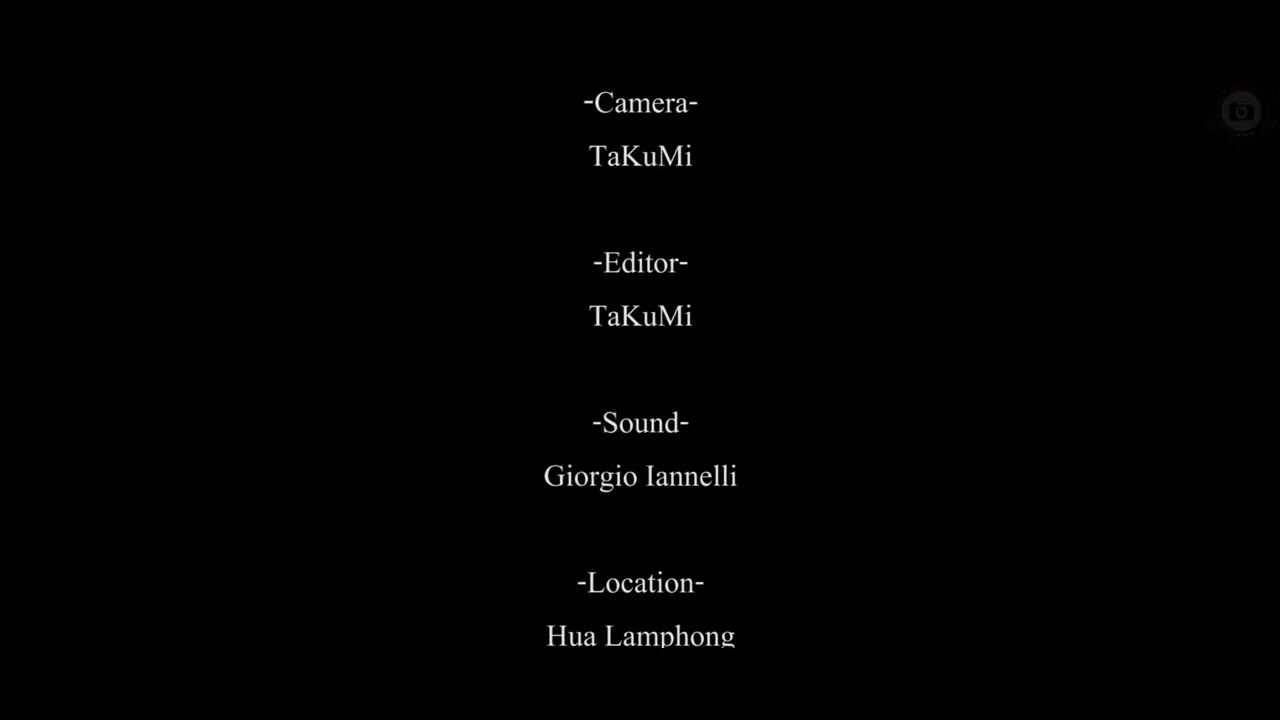 -Camera-
TaKuMi
-Editor-
TaKuMi
-Sound-
Giorgio Iannelli
-Location-
Hua Lamphong